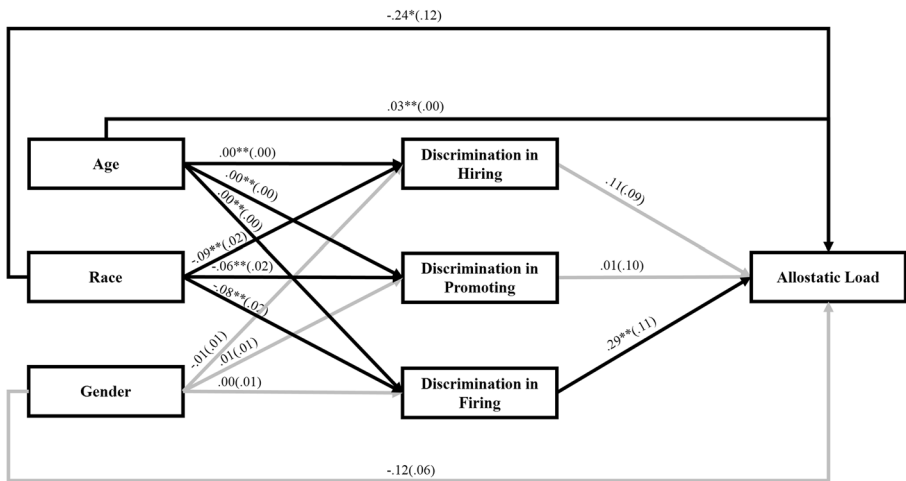 -.24*(.12)
.03**(.00)
Age
.00**(.00)
Discrimination in
Hiring
.00**(.00)
.00**(.00)
.11(.09)
-.09**(.02)
Race
-.06**(.02)
Discrimination in
Promoting
.01(.10)
Allostatic Load
-.08**(.02)
-.01(.01)
.01(.01)
.29**(.11)
Gender
.00(.01)
Discrimination in
Firing
-.12(.06)